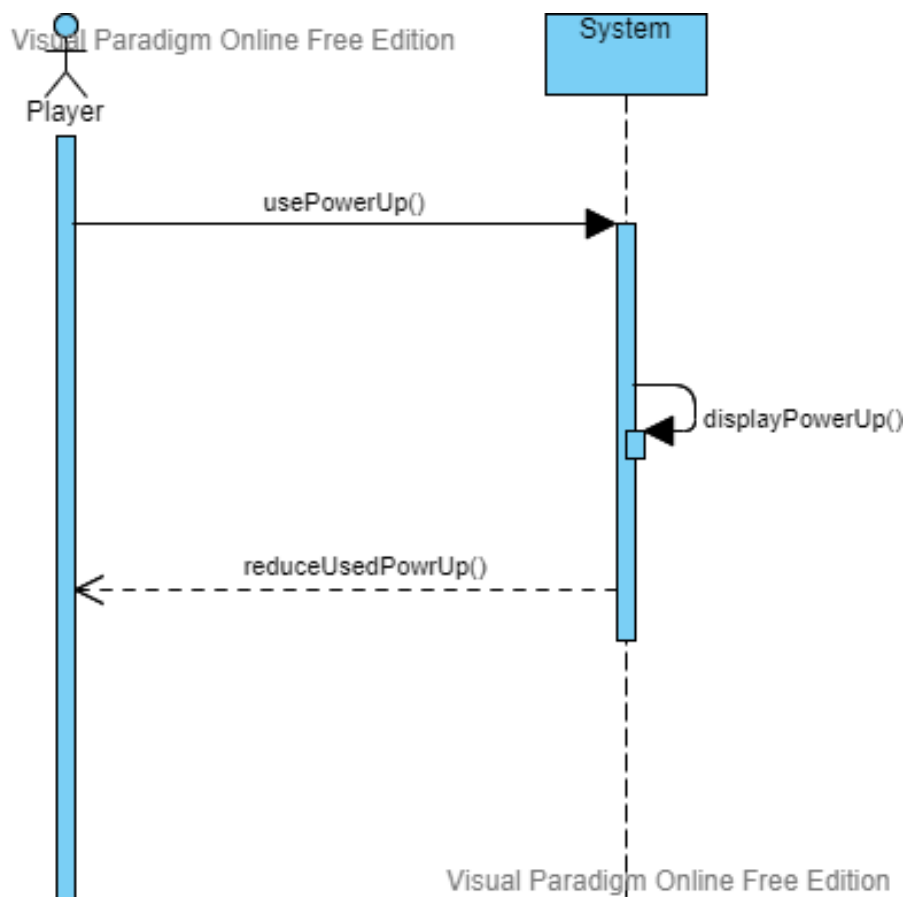 Visual Paradigm Online Free Edition
System
Player
usePowerUp()
displayPowerUp()
reduceUsedPowrUp()
Visual Paradigm Online Free Edition